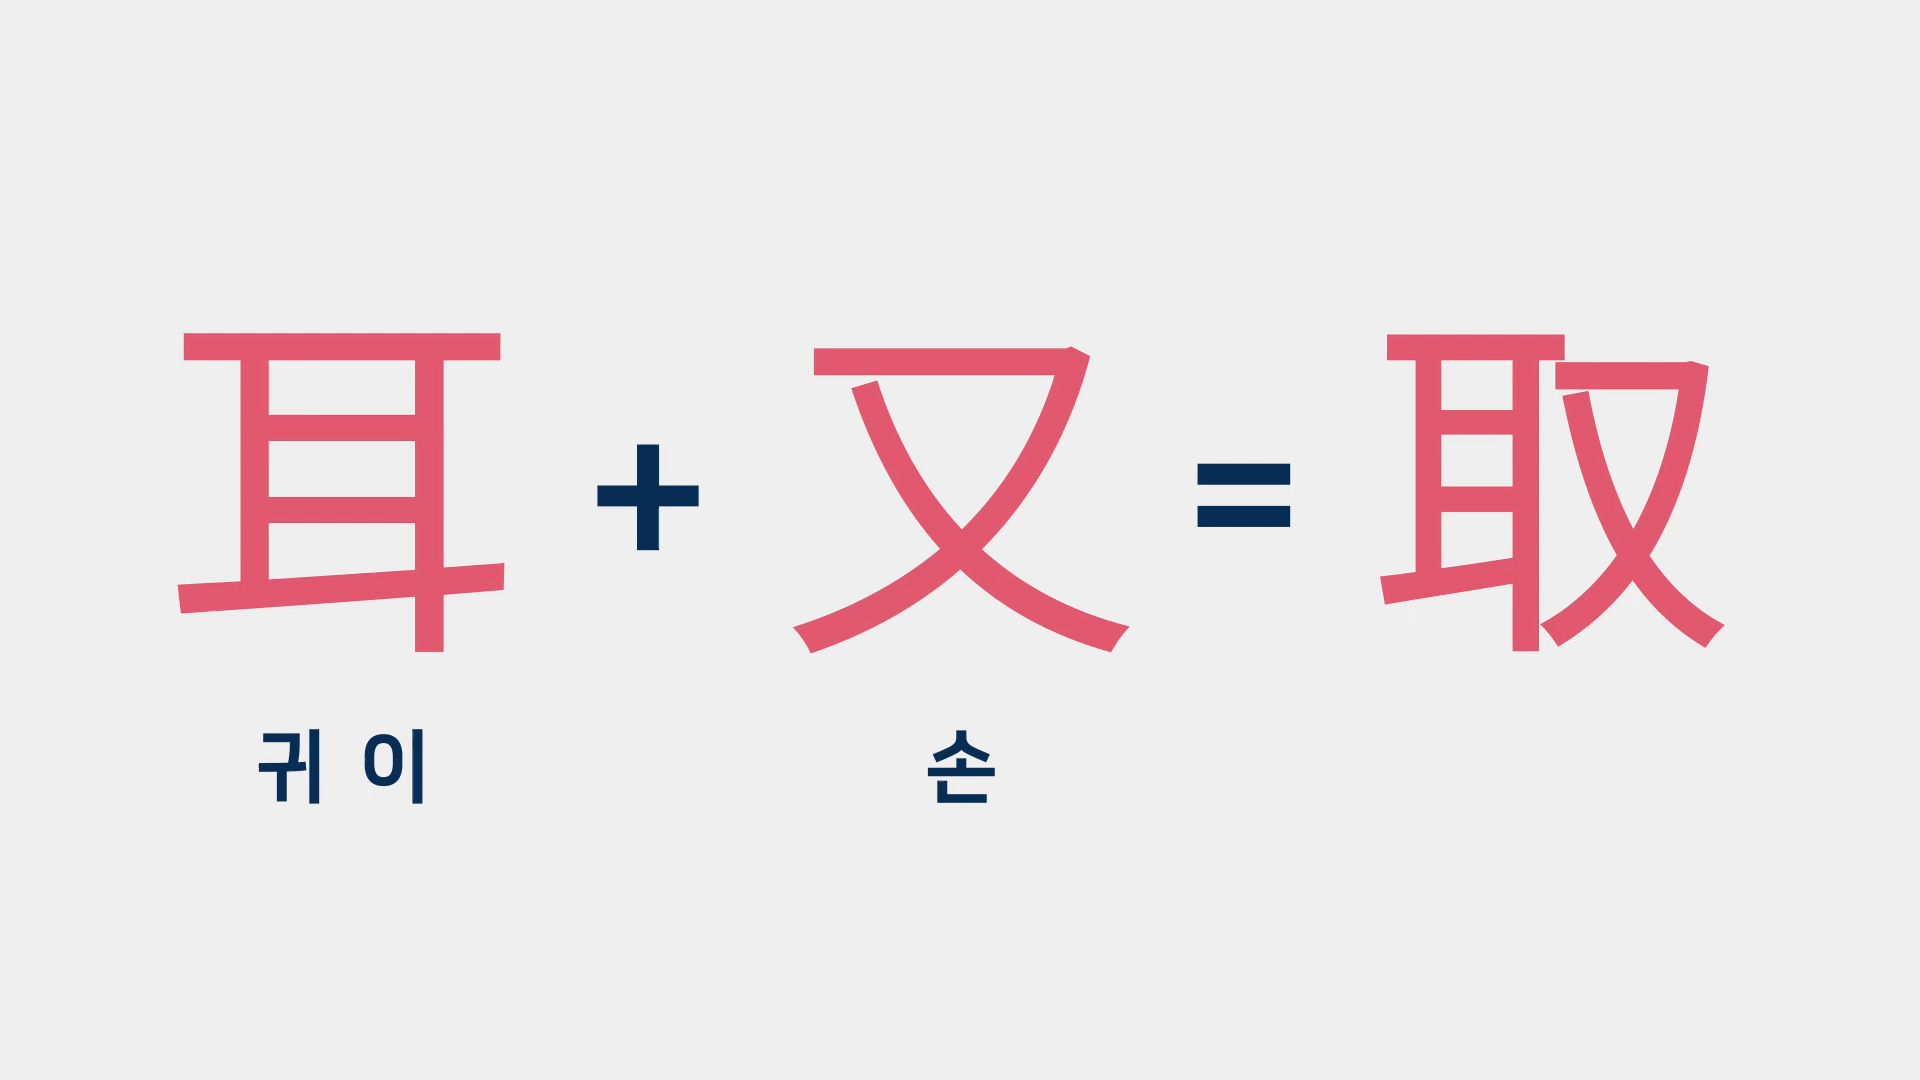 耳 + 又 = 取
귀 이 손